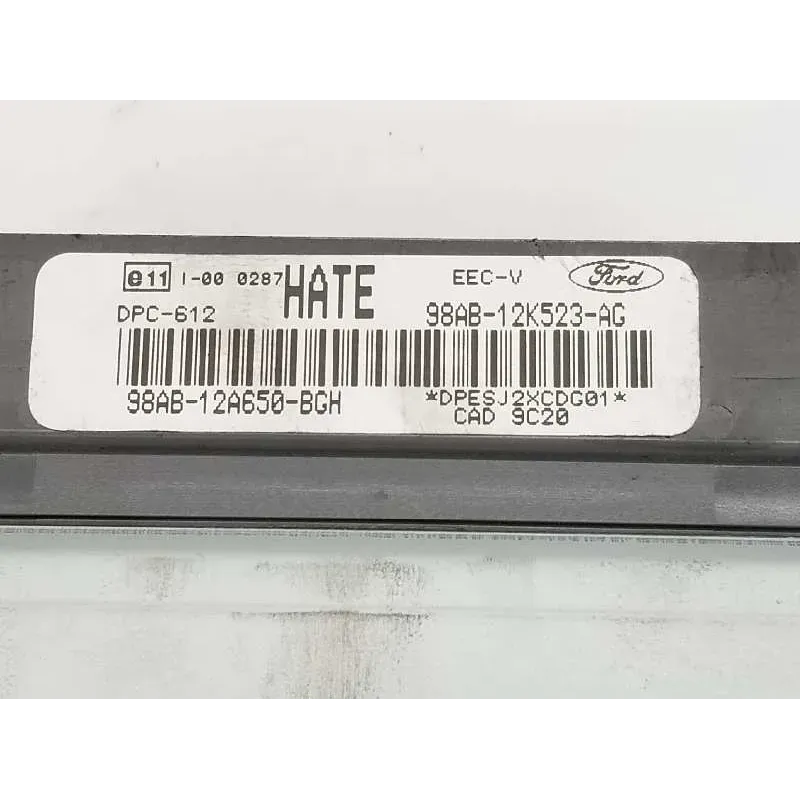 e11 I-00 0287 HATE EEC-V Ford
DPC-612 98AB-12K523-AG
98AB-12A650-BGH *DPESJ2XCDG01*
CAD 9C20